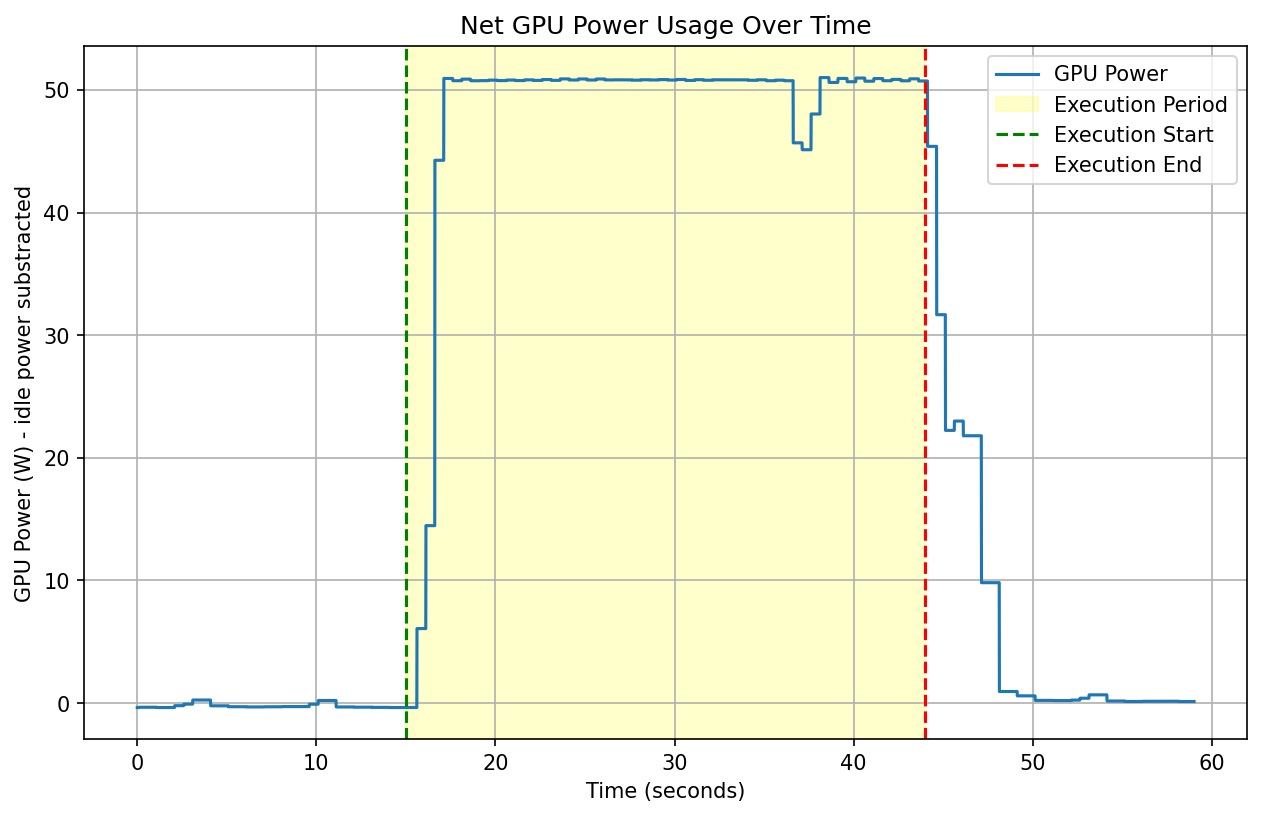 Net GPU Power Usage Over Time
GPU Power (W) - idle power substracted
50
40
30
20
10
0
GPU Power
Execution Period
Execution Start
Execution End
0 10 20 30 40 50 60
Time (seconds)